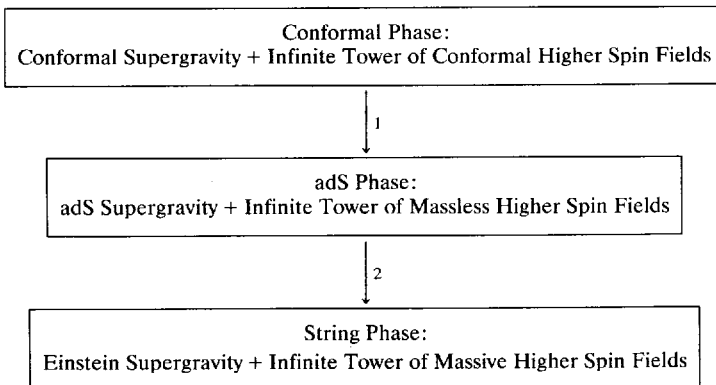 Conformal Phase:
Conformal Supergravity + Infinite Tower of Conformal Higher Spin Fields
1
adS Phase:
adS Supergravity + Infinite Tower of Massless Higher Spin Fields
2
String Phase:
Einstein Supergravity + Infinite Tower of Massive Higher Spin Fields